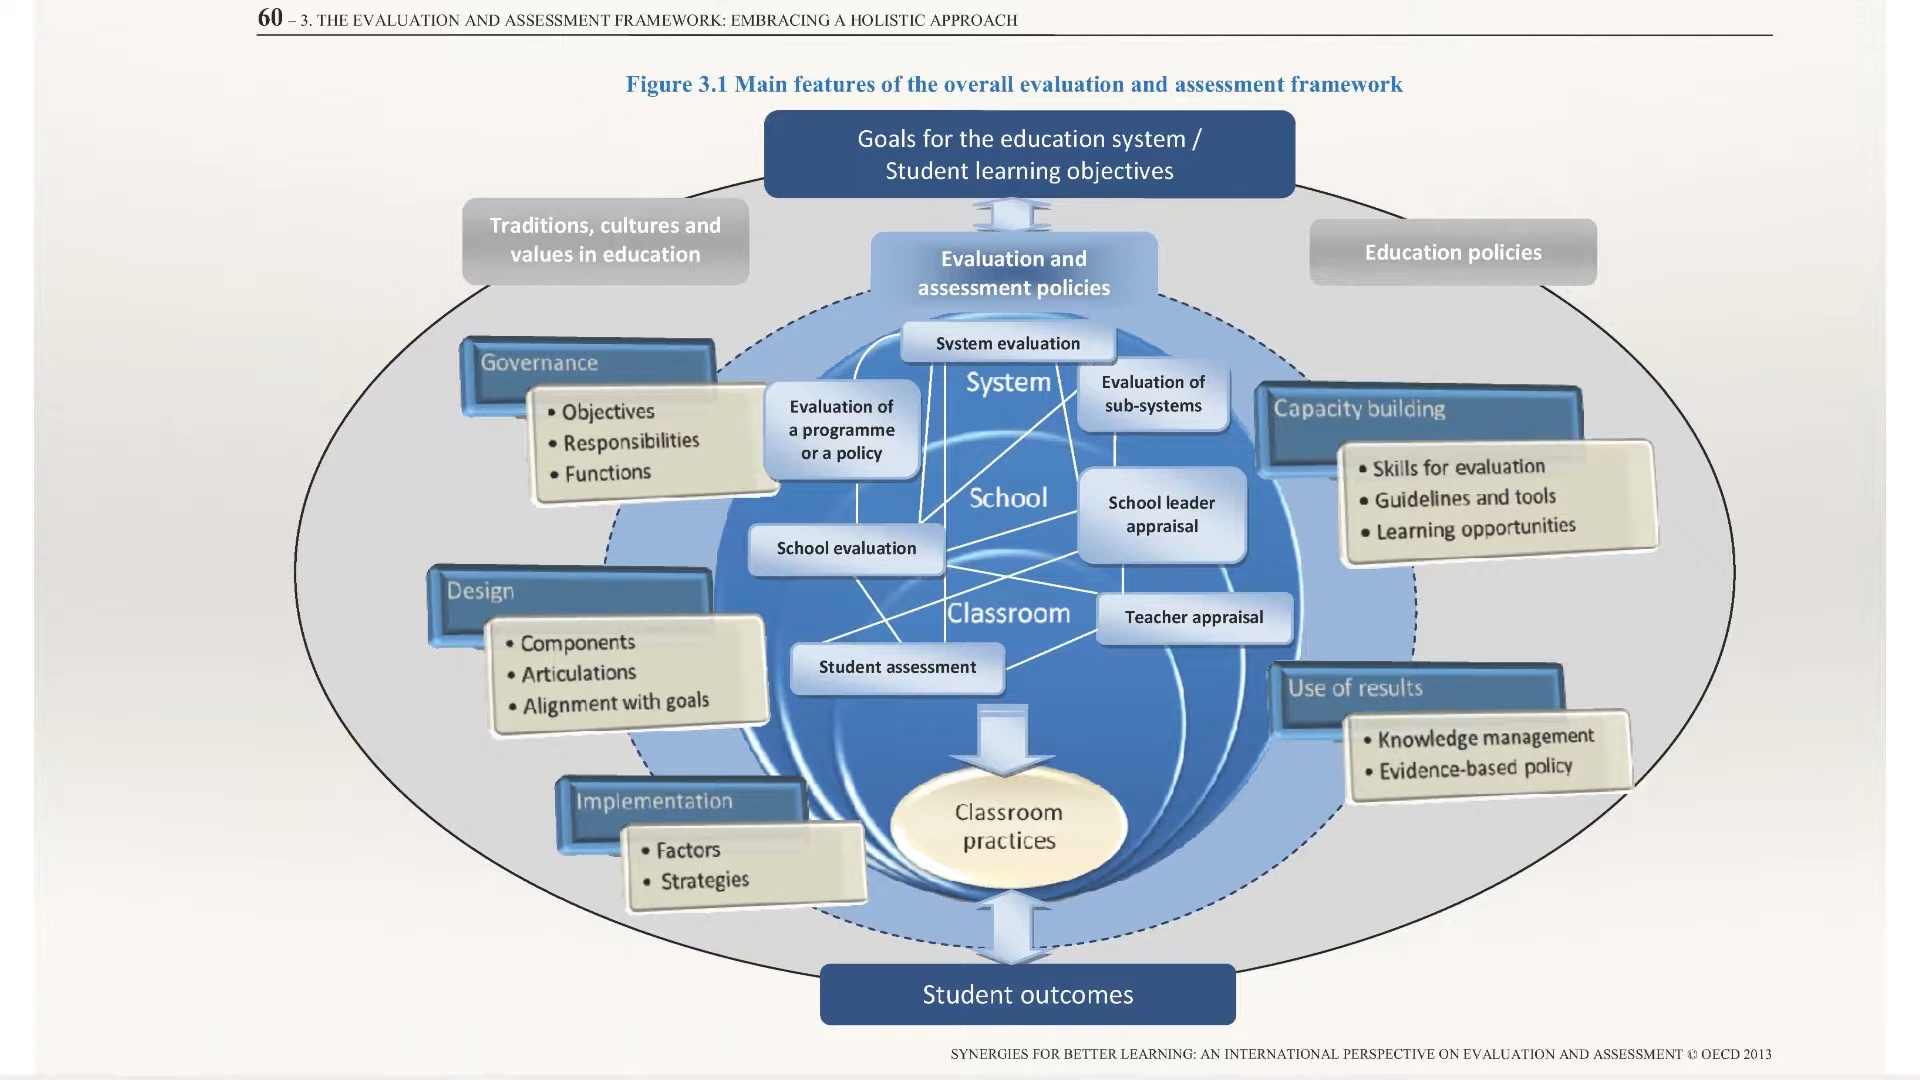 60 – 3. THE EVALUATION AND ASSESSMENT FRAMEWORK: EMBRACING A HOLISTIC APPROACH
Figure 3.1 Main features of the overall evaluation and assessment framework
Goals for the education system /
Student learning objectives
Traditions, cultures and
values in education
Education policies
Evaluation and
assessment policies
System evaluation
System
Evaluation of
sub-systems
Evaluation of
a programme
or a policy
Governance
• Objectives
• Responsibilities
• Functions
Capacity building
• Skills for evaluation
• Guidelines and tools
• Learning opportunities
School
School leader
appraisal
School evaluation
Design
• Components
• Articulations
• Alignment with goals
Classroom
Teacher appraisal
Student assessment
Use of results
• Knowledge management
• Evidence-based policy
Implementation
• Factors
• Strategies
Classroom
practices
Student outcomes
SYNERGIES FOR BETTER LEARNING: AN INTERNATIONAL PERSPECTIVE ON EVALUATION AND ASSESSMENT © OECD 2013